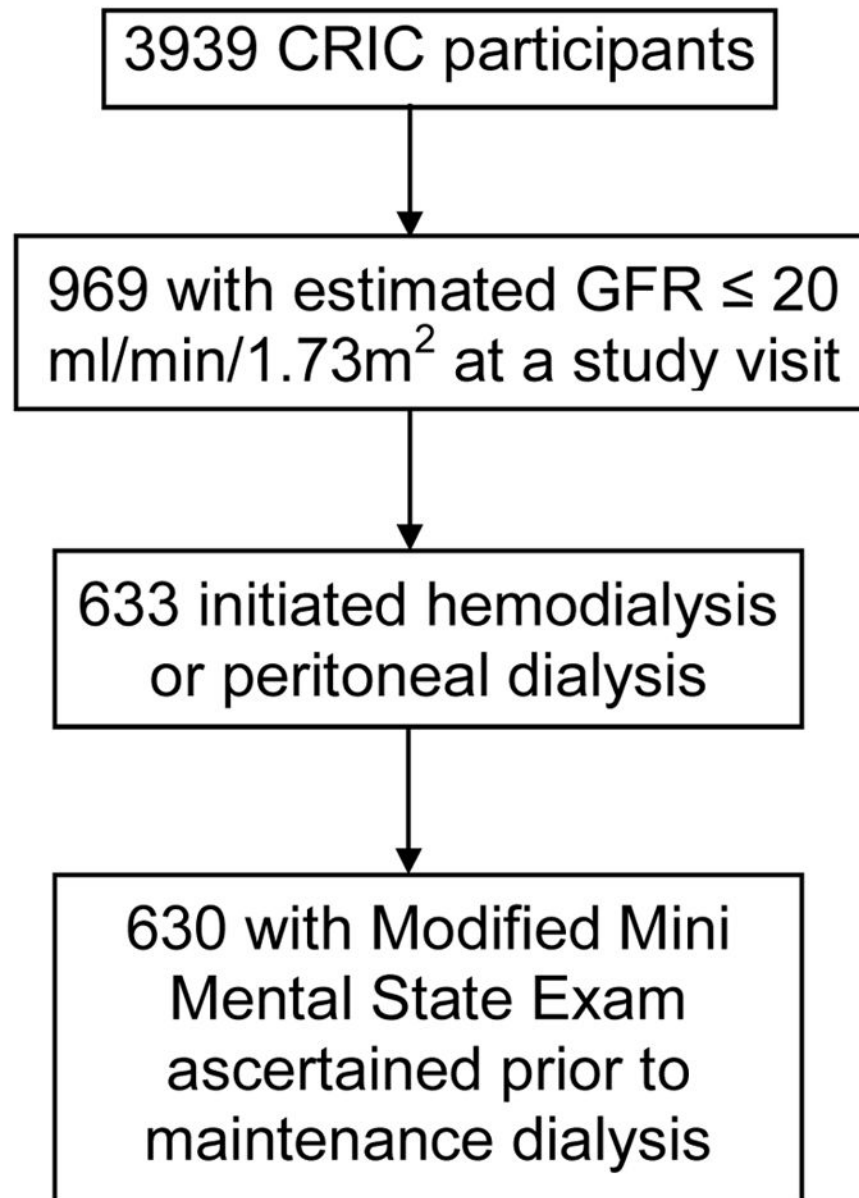 3939 CRIC participants
969 with estimated GFR ≤ 20
ml/min/1.73m²  at a study visit
633 initiated hemodialysis
or peritoneal dialysis
630 with Modified Mini
Mental State Exam
ascertained prior to
maintenance dialysis